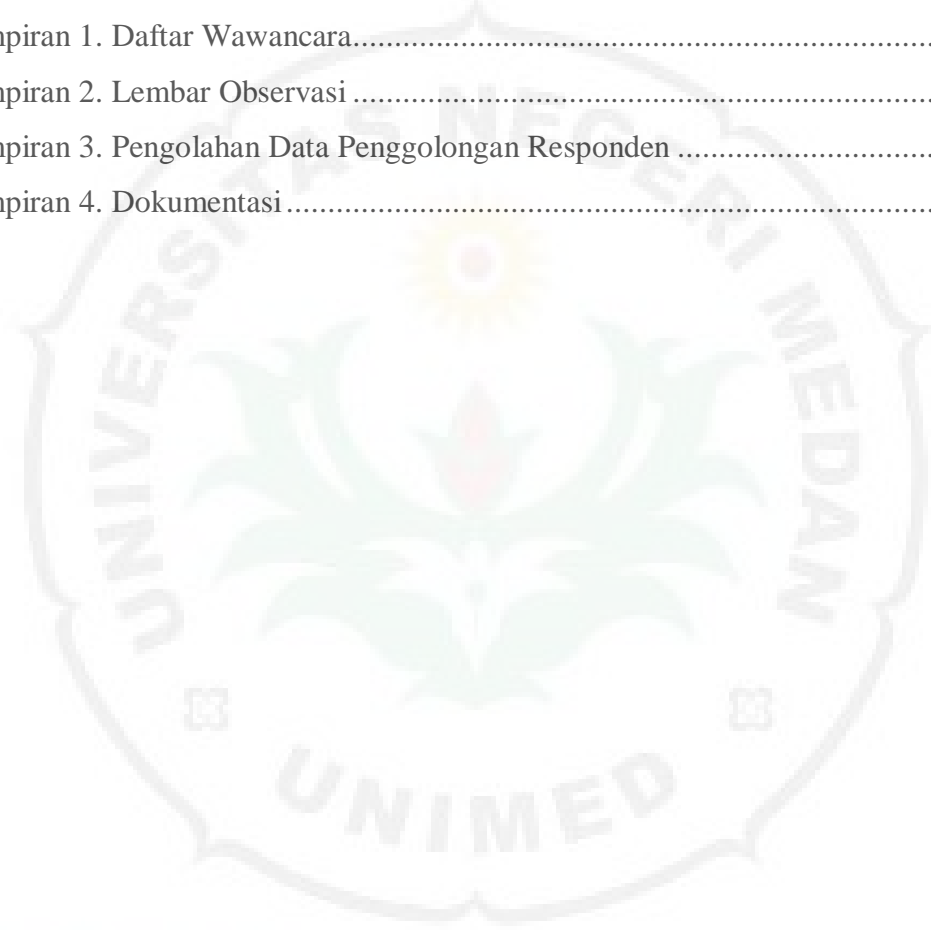 mpiran 1. Daftar Wawancara..........................................................................
mpiran 2. Lembar Observasi ..........................................................................
mpiran 3. Pengolahan Data Penggolongan Responden ...............................
mpiran 4. Dokumentasi..................................................................................
UNIVERSITAS NEGERI MEDAN
UNIMED